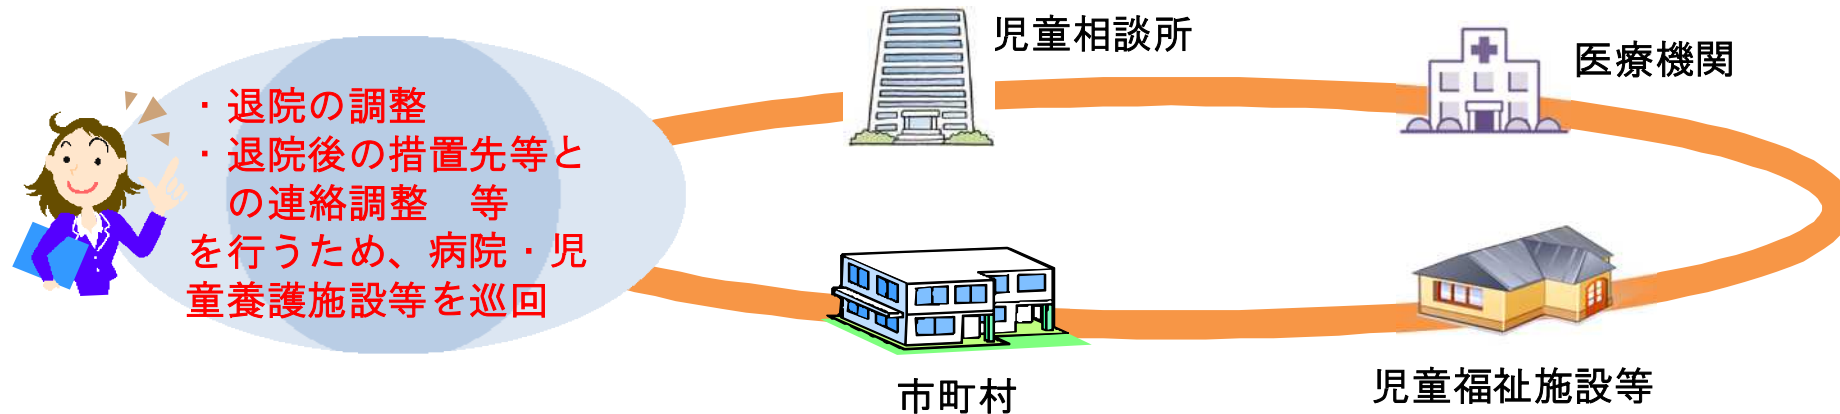 ・退院の調整
・退院後の措置先等と
の連絡調整　等
を行うため、病院・児
童養護施設等を巡回
児童相談所
医療機関
市町村
児童福祉施設等